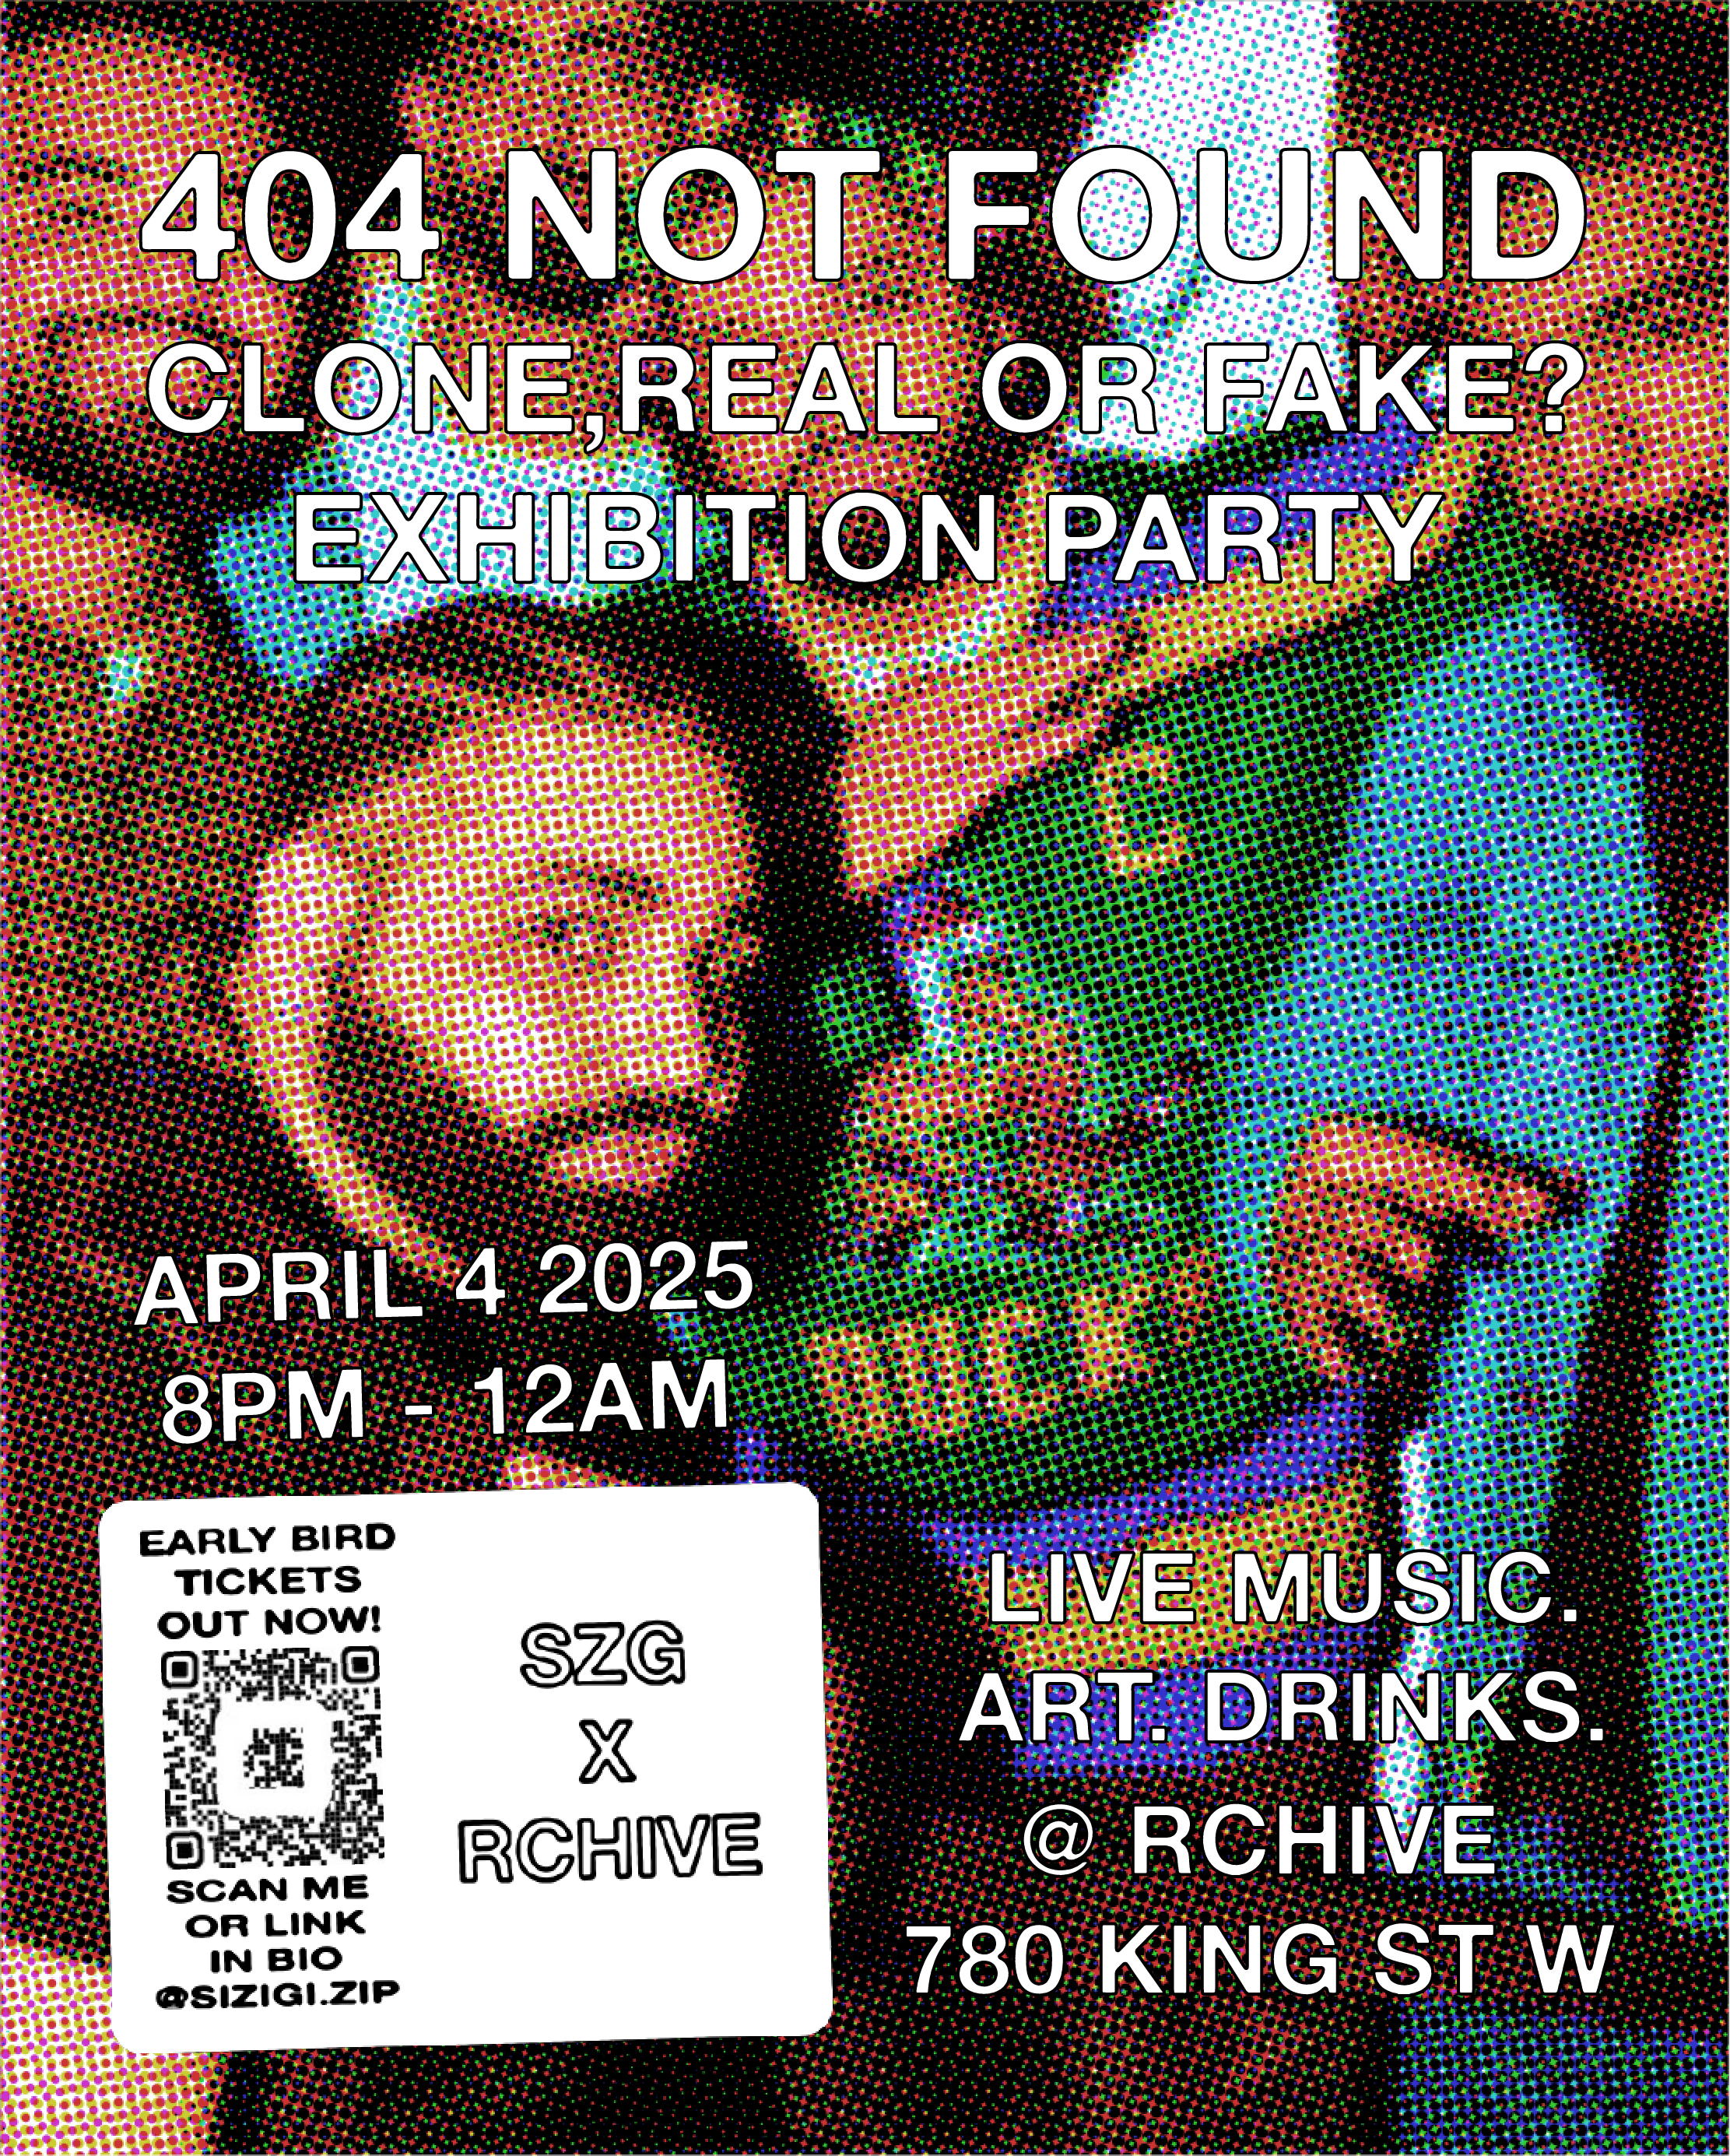 404 NOT FOUND
CLONE,REAL OR FAKE?
EXHIBITION PARTY
APRIL 4 2025
8PM - 12AM
EARLY BIRD
TICKETS
OUT NOW!
SCAN ME
OR LINK
IN BIO
@SIZIGI.ZIP
SZG
X
RCHIVE
LIVE MUSIC.
ART. DRINKS.
@ RCHIVE
780 KING ST W